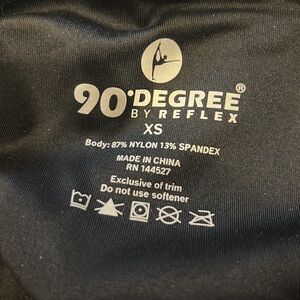 90°DEGREE®
BY REFLEX
XS
Body: 87% NYLON 13% SPANDEX
MADE IN CHINA
RN 144527
Exclusive of trim
Do not use softener